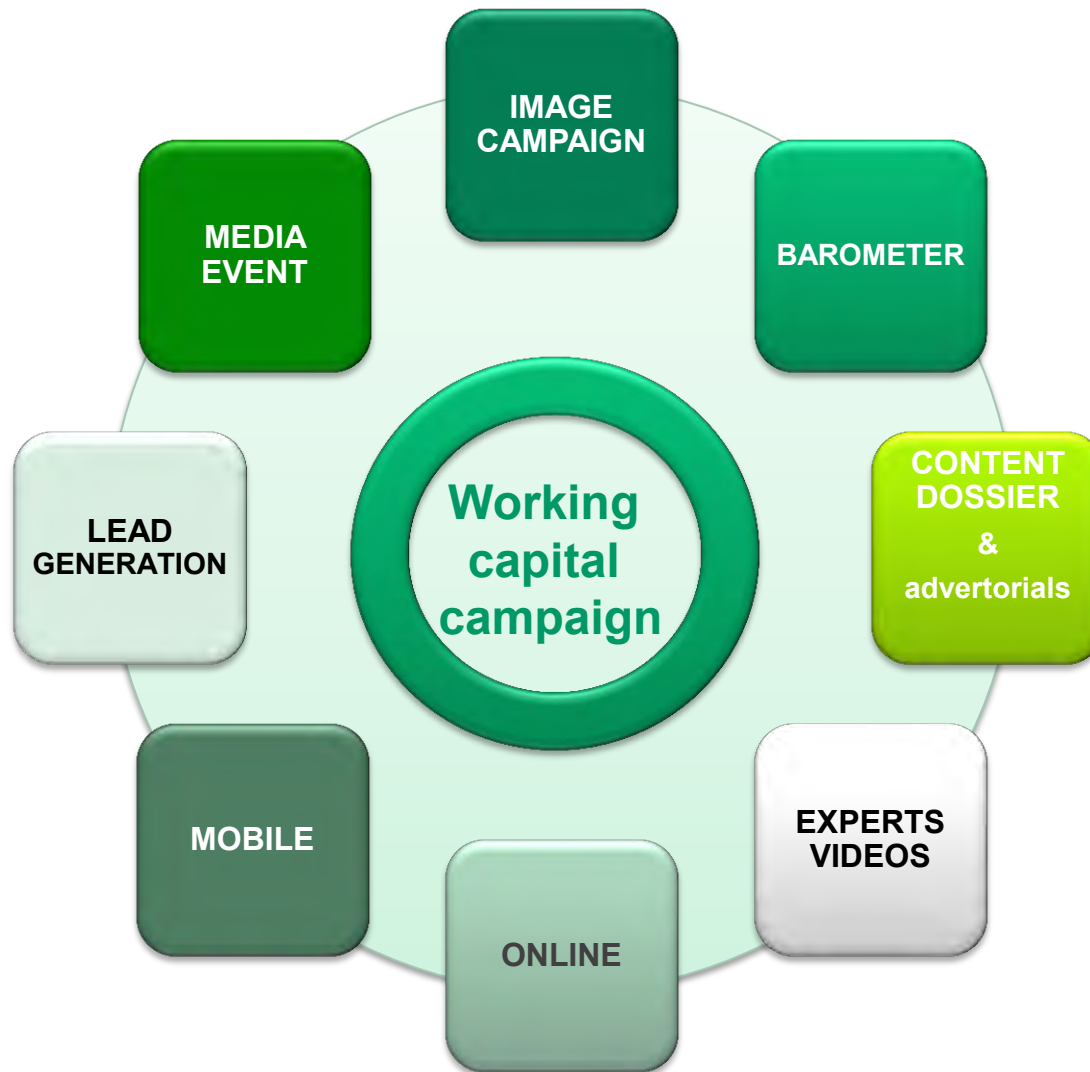 IMAGE
CAMPAIGN
BAROMETER
CONTENT
DOSSIER
&
advertorials
EXPERTS
VIDEOS
ONLINE
MOBILE
LEAD
GENERATION
MEDIA
EVENT
Working
capital
campaign